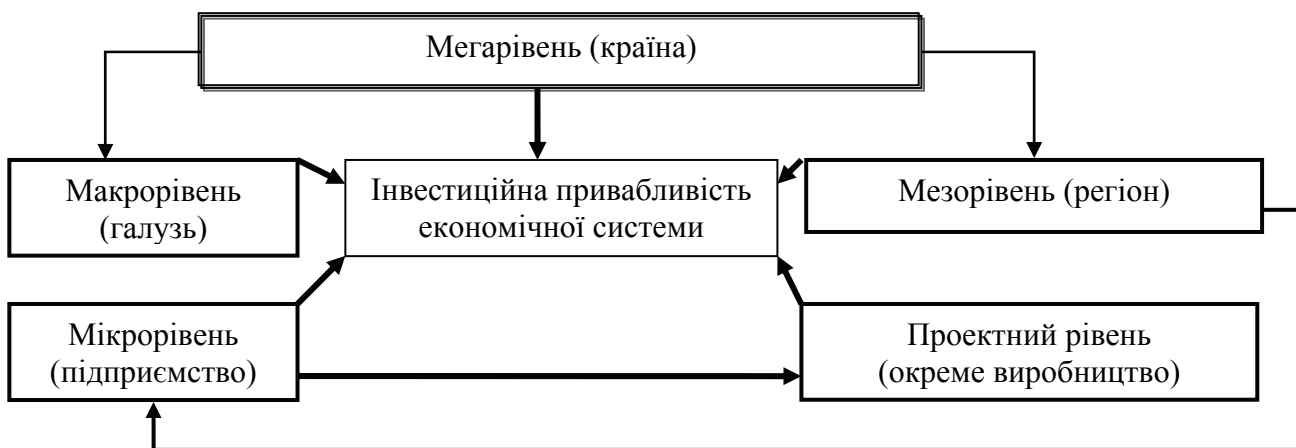 Мегарівень (країна)
Макрорівень
(галузь)
Інвестиційна привабливість
економічної системи
Мезорівень (регіон)
Мікрорівень
(підприємство)
Проектний рівень
(окреме виробництво)